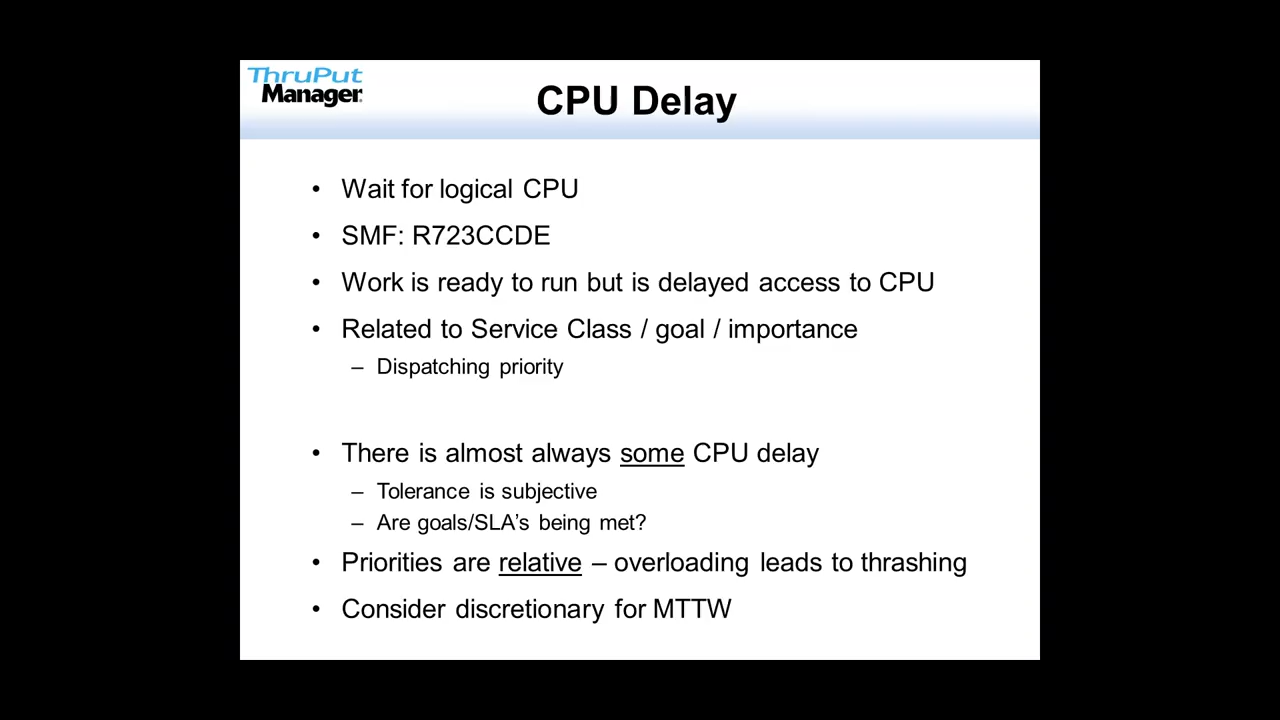 ThruPut
Manager®
CPU Delay
• Wait for logical CPU
• SMF: R723CCDE
• Work is ready to run but is delayed access to CPU
• Related to Service Class / goal / importance
– Dispatching priority
• There is almost always some CPU delay
– Tolerance is subjective
– Are goals/SLA’s being met?
• Priorities are relative – overloading leads to thrashing
• Consider discretionary for MTTW